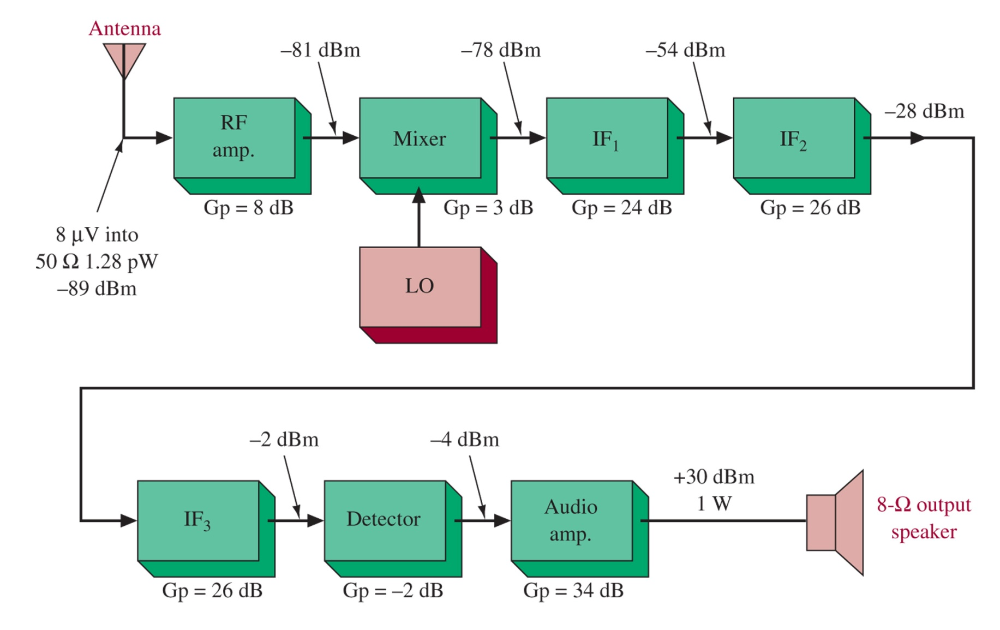 Antenna
–81 dBm
–78 dBm
–54 dBm
–28 dBm
RF
amp.
Mixer
IF₁
IF₂
Gp = 8 dB
Gp = 3 dB
Gp = 24 dB
Gp = 26 dB
8 μV into
50 Ω 1.28 pW
–89 dBm
LO
–2 dBm
–4 dBm
+30 dBm
1 W
IF₃
Detector
Audio
amp.
8-Ω output
speaker
Gp = 26 dB
Gp = –2 dB
Gp = 34 dB